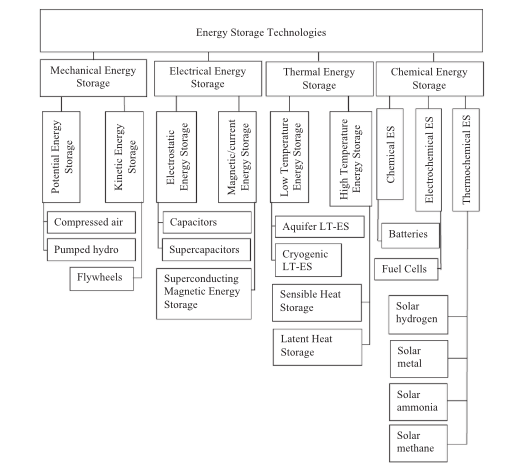 Energy Storage Technologies
Mechanical Energy
Storage
Electrical Energy
Storage
Thermal Energy
Storage
Chemical Energy
Storage
Potential Energy
Storage
Kinetic Energy
Storage
Electrostatic
Energy Storage
Magnetic/current
Energy Storage
Low Temperature
Energy Storage
High Temperature
Energy Storage
Chemical ES
Electrochemical ES
Thermochemical ES
Compressed air
Pumped hydro
Flywheels
Capacitors
Supercapacitors
Superconducting
Magnetic Energy
Storage
Aquifer LT-ES
Cryogenic
LT-ES
Sensible Heat
Storage
Latent Heat
Storage
Batteries
Fuel Cells
Solar
hydrogen
Solar
metal
Solar
ammonia
Solar
methane